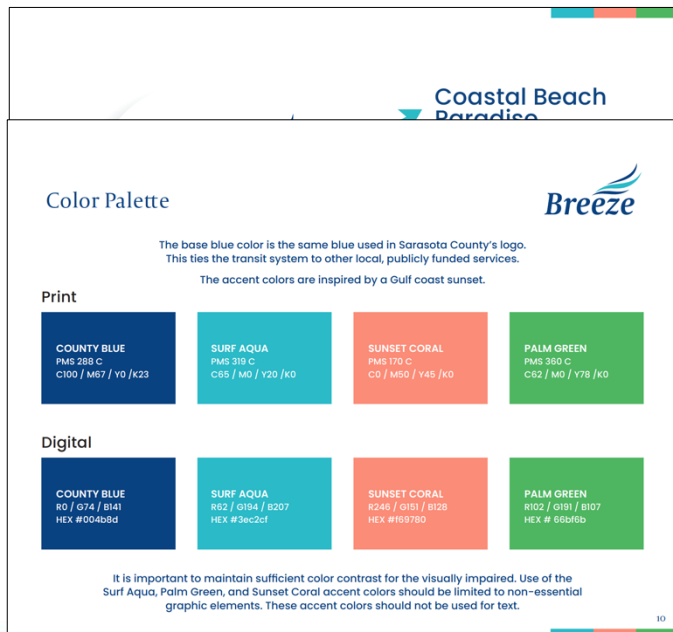 Coastal Beach
Paradise
Color Palette
Breeze
The base blue color is the same blue used in Sarasota County's logo.
This ties the transit system to other local, publicly funded services.
The accent colors are inspired by a Gulf coast sunset.
Print
COUNTY BLUE
PMS 288 C
C100 / M67 / Y0 /K23
SURF AQUA
PMS 319 C
C65 / M0 / Y20 /K0
SUNSET CORAL
PMS 170 C
C0 / M50 / Y45 /K0
PALM GREEN
PMS 360 C
C62 / M0 / Y78 /K0
Digital
COUNTY BLUE
R0 / G74 / B141
HEX #004b8d
SURF AQUA
R62 / G194 / B207
HEX #3ec2cf
SUNSET CORAL
R246 / G151 / B128
HEX #f69780
PALM GREEN
R102 / G191 / B107
HEX # 66bf6b
It is important to maintain sufficient color contrast for the visually impaired. Use of the
Surf Aqua, Palm Green, and Sunset Coral accent colors should be limited to non-essential
graphic elements. These accent colors should not be used for text.
10